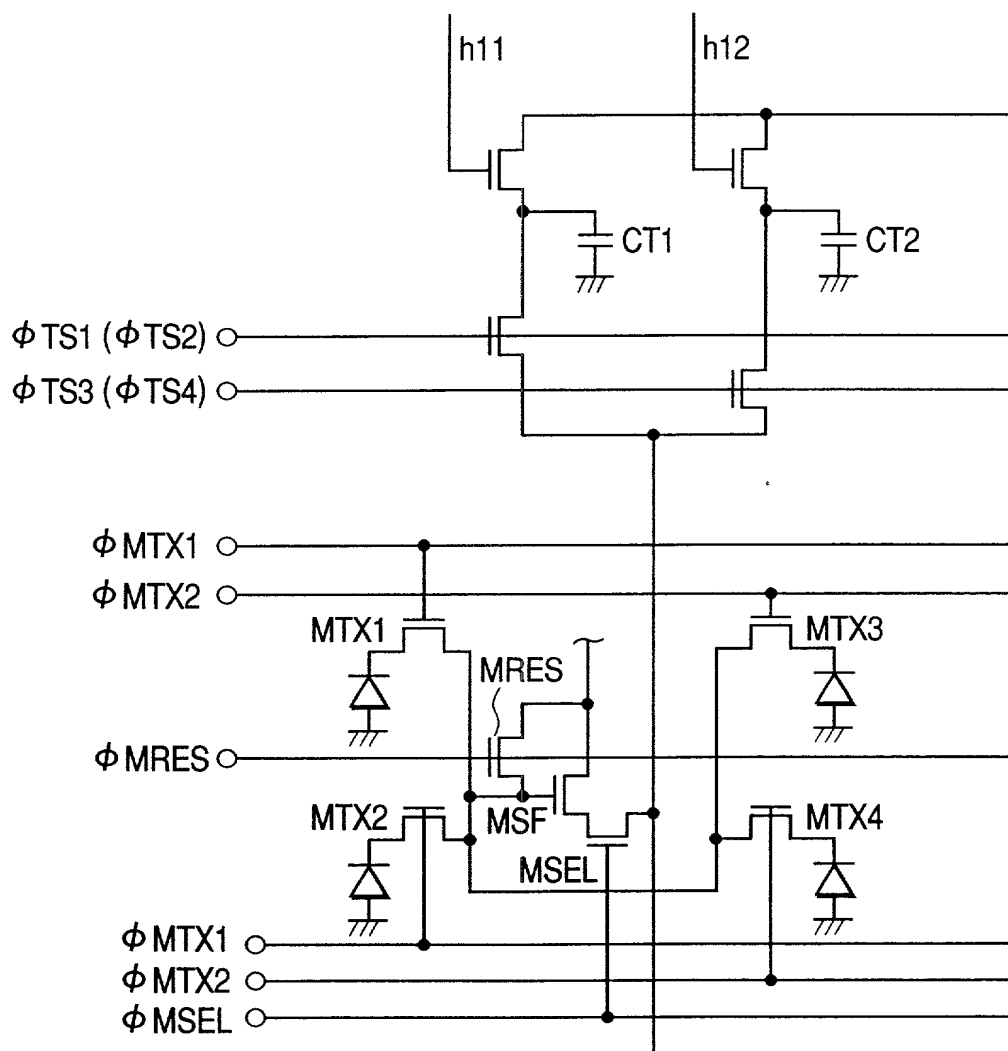 h11
h12
CT1
CT2
ΦTS1 (ΦTS2)
ΦTS3 (ΦTS4)
ΦMTX1
ΦMTX2
MTX1
MTX3
MRES
ΦMRES
MTX2
MSF
MTX4
MSEL
ΦMTX1
ΦMTX2
ΦMSEL